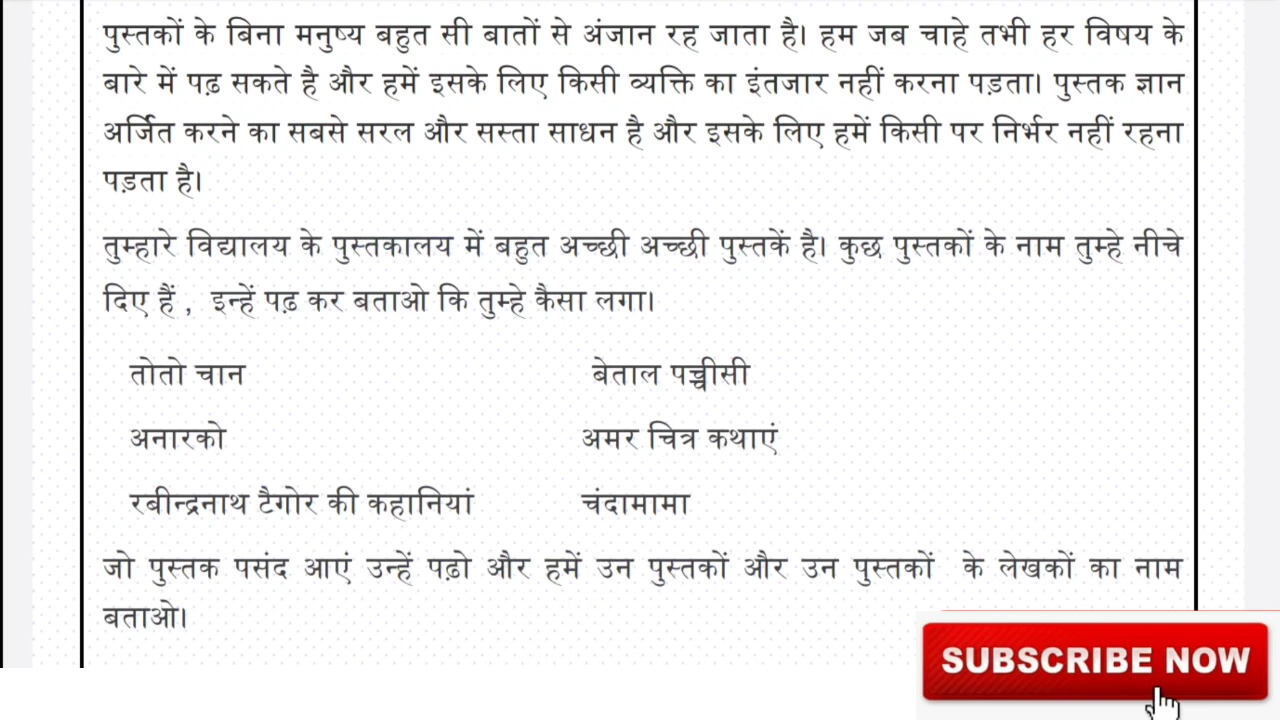 पुस्तकों के बिना मनुष्य बहुत सी बातों से अंजान रह जाता है। हम जब चाहे तभी हर विषय के
बारे में पढ़ सकते है और हमें इसके लिए किसी व्यक्ति का इंतजार नहीं करना पड़ता। पुस्तक ज्ञान
अर्जित करने का सबसे सरल और सस्ता साधन है और इसके लिए हमें किसी पर निर्भर नहीं रहना
पड़ता है।
तुम्हारे विद्यालय के पुस्तकालय में बहुत अच्छी अच्छी पुस्तकें है। कुछ पुस्तकों के नाम तुम्हे नीचे
दिए हैं , इन्हें पढ़ कर बताओ कि तुम्हे कैसा लगा।
तोतो चान बेताल पच्चीसी
अनारको अमर चित्र कथाएं
रबीन्द्रनाथ टैगोर की कहानियां चंदामामा
जो पुस्तक पसंद आएं उन्हें पढ़ो और हमें उन पुस्तकों और उन पुस्तकों के लेखकों का नाम
बताओ।
SUBSCRIBE NOW